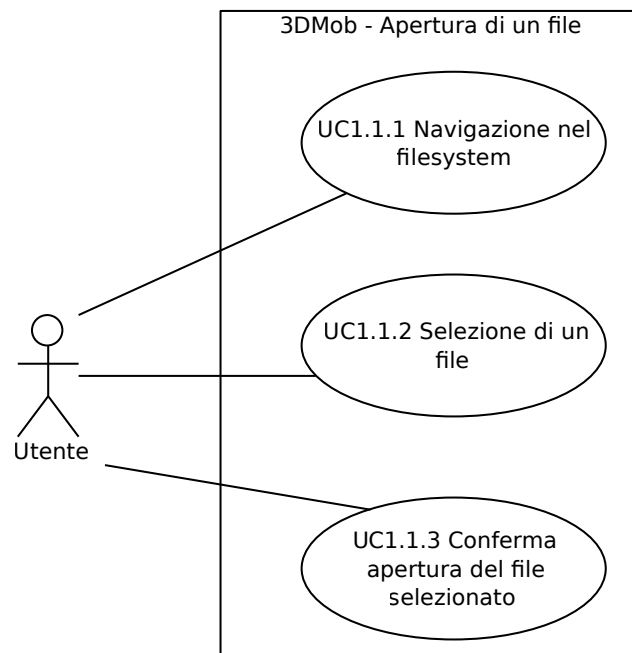 3DMob - Apertura di un file
UC1.1.1 Navigazione nel
filesystem
UC1.1.2 Selezione di un
file
Utente
UC1.1.3 Conferma
apertura del file
selezionato